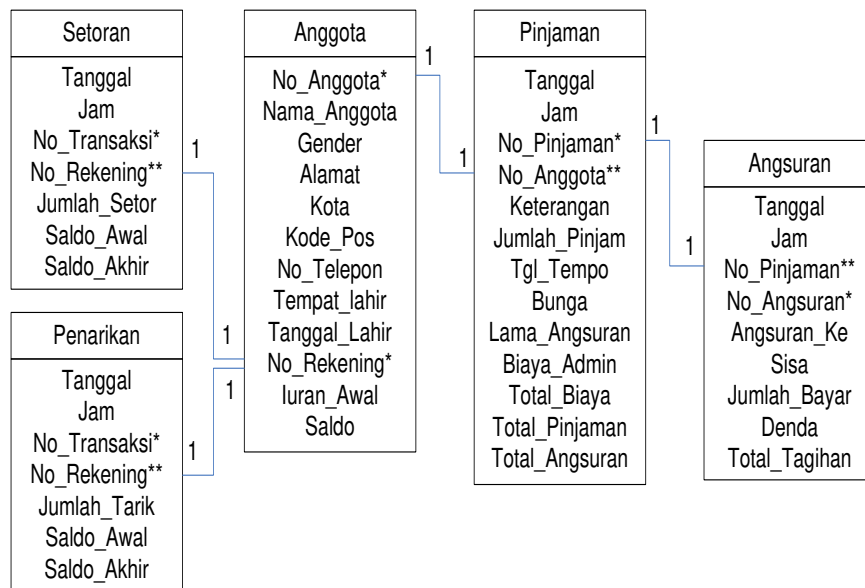 Setoran
Tanggal
Jam
No_Transaksi*
No_Rekening**
Jumlah_Setor
Saldo_Awal
Saldo_Akhir
Penarikan
Tanggal
Jam
No_Transaksi*
No_Rekening**
Jumlah_Tarik
Saldo_Awal
Saldo_Akhir
1
1
1
1
Anggota
No_Anggota*
Nama_Anggota
Gender
Alamat
Kota
Kode_Pos
No_Telepon
Tempat_lahir
Tanggal_Lahir
No_Rekening*
Iuran_Awal
Saldo
1
1
Pinjaman
Tanggal
Jam
No_Pinjaman*
No_Anggota**
Keterangan
Jumlah_Pinjam
Tgl_Tempo
Bunga
Lama_Angsuran
Biaya_Admin
Total_Biaya
Total_Pinjaman
Total_Angsuran
1
1
Angsuran
Tanggal
Jam
No_Pinjaman**
No_Angsuran*
Angsuran_Ke
Sisa
Jumlah_Bayar
Denda
Total_Tagihan